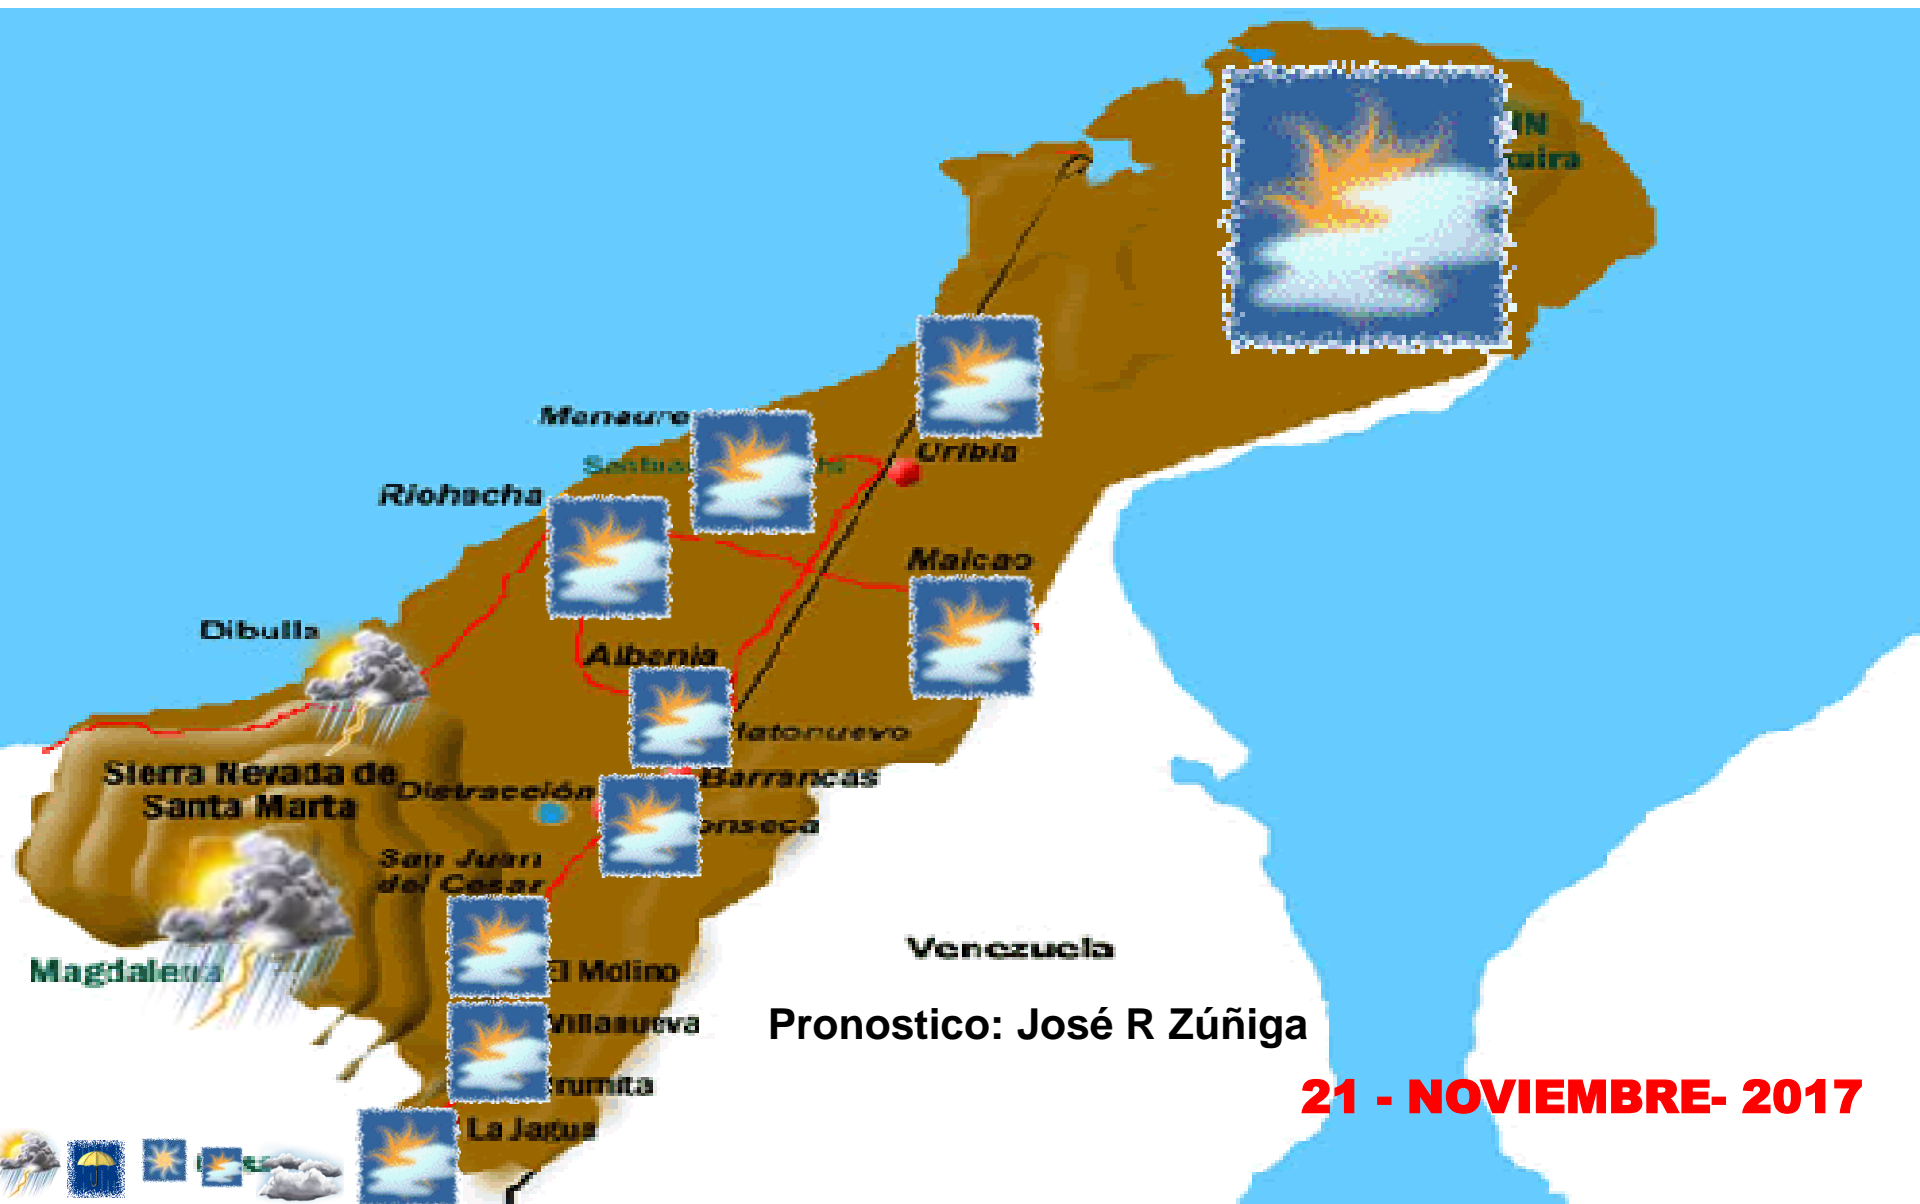 Manaure
Uribia
Riohacha
Maicao
Dibulla
Albania
Hatonuevo
Sierra Nevada de
Santa Marta
Distracción
Barrancas
San Juan
del Cesar
Venezuela
Magdalena
El Molino
Villanueva
Pronostico: José R Zúñiga
La Jagua
21 - NOVIEMBRE- 2017